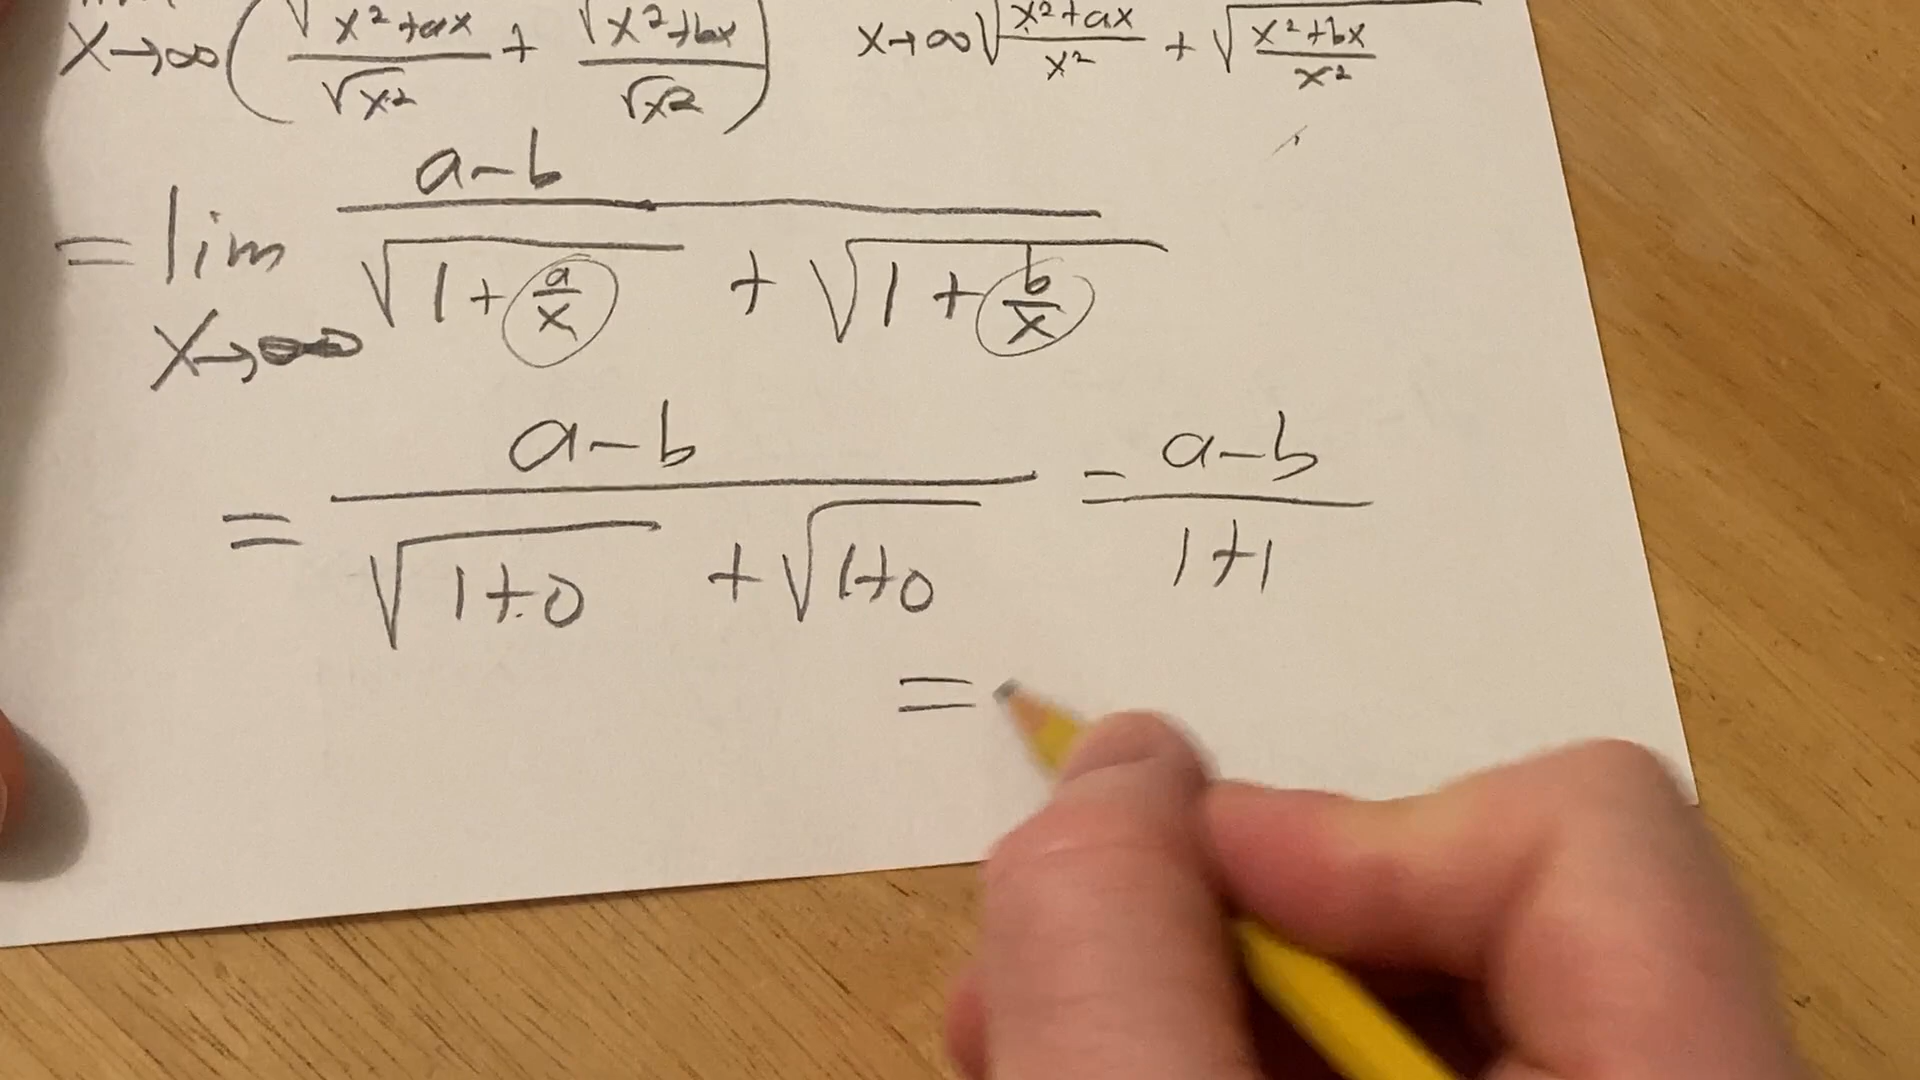 x→∞ ( √x²+ax / √x² + √x²+bx / √x² ) x→∞ √(x²+ax / x²) + √(x²+bx / x²)
= lim x→∞ a-b / √(1+ a/x) + √(1+ b/x)
= a-b / √(1+0) + √(1+0) = a-b / 1+1
=